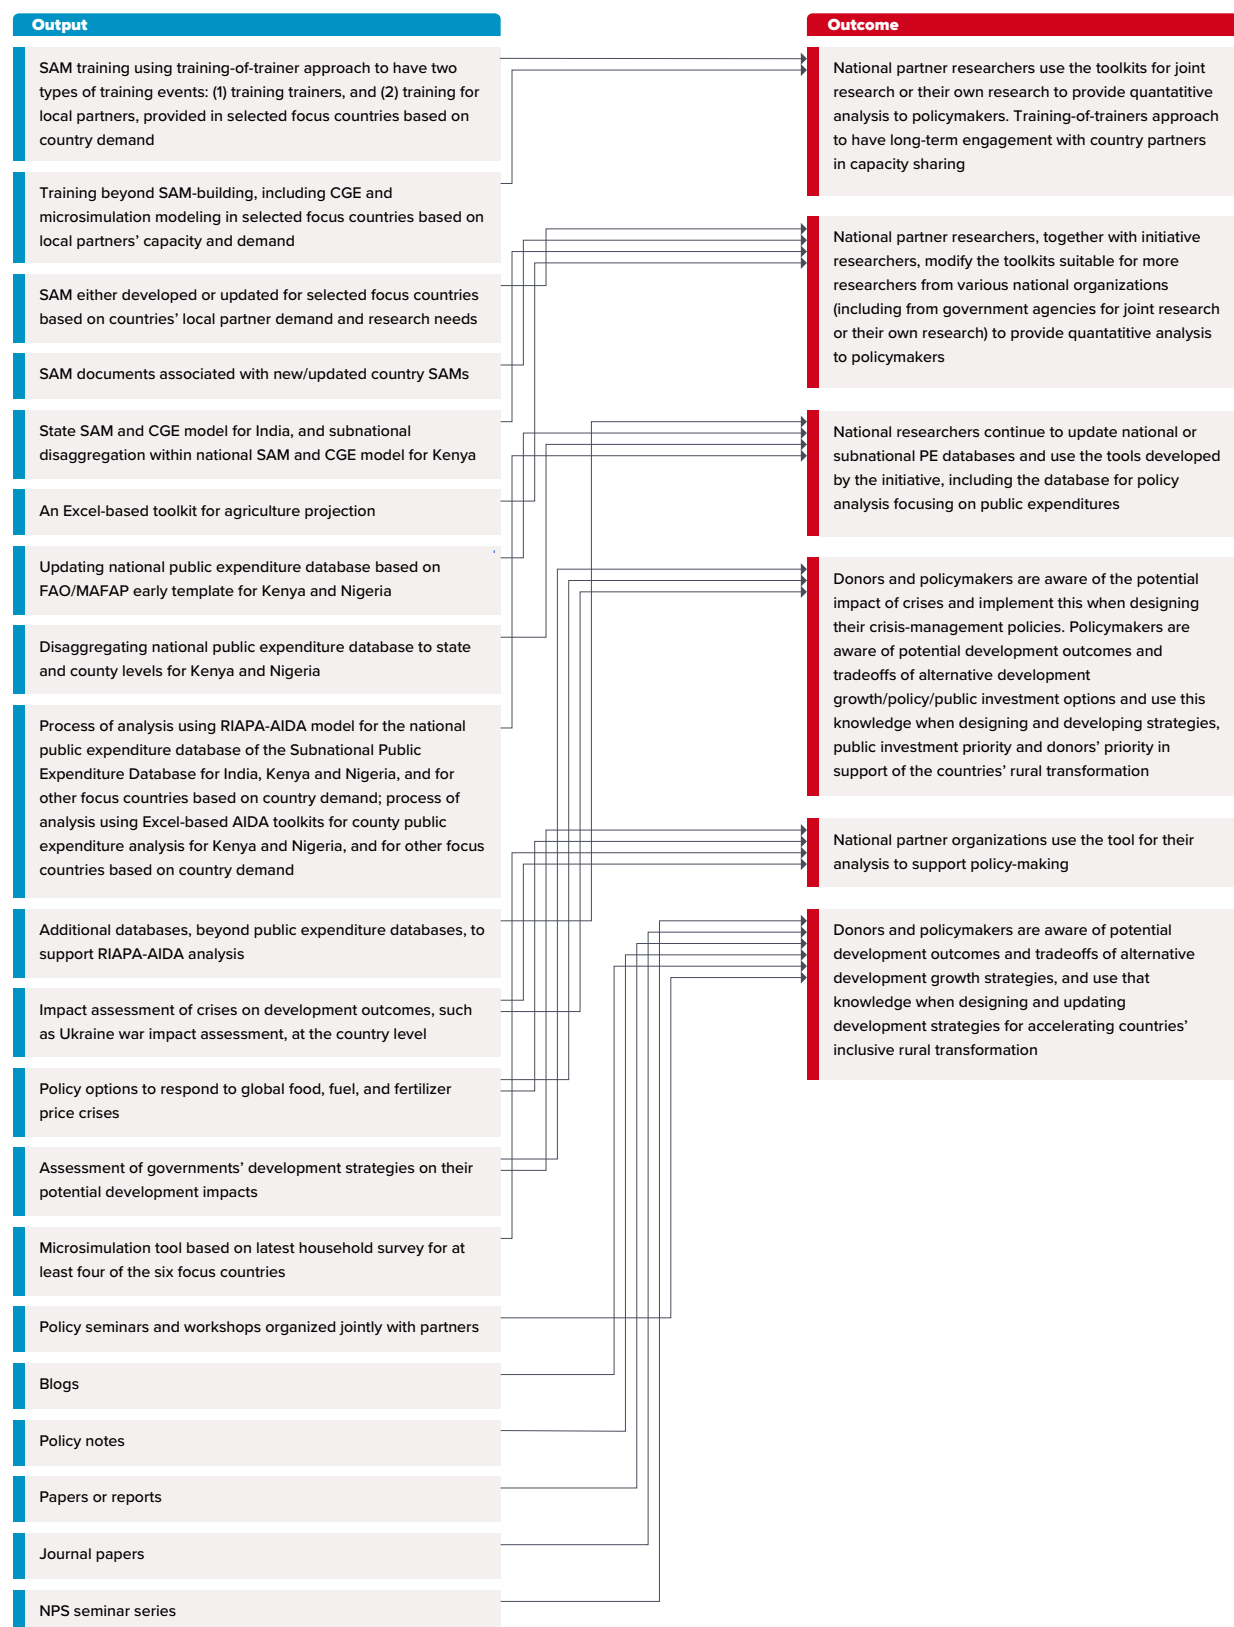 Output
SAM training using training-of-trainer approach to have two
types of training events: (1) training trainers, and (2) training for
local partners, provided in selected focus countries based on
country demand
Training beyond SAM-building, including CGE and
microsimulation modeling in selected focus countries based on
local partners' capacity and demand
SAM either developed or updated for selected focus countries
based on countries' local partner demand and research needs
SAM documents associated with new/updated country SAMs
State SAM and CGE model for India, and subnational
disaggregation within national SAM and CGE model for Kenya
An Excel-based toolkit for agriculture projection
Updating national public expenditure database based on
FAO/MAFAP early template for Kenya and Nigeria
Disaggregating national public expenditure database to state
and county levels for Kenya and Nigeria
Process of analysis using RIAPA-AIDA model for the national
public expenditure database of the Subnational Public
Expenditure Database for India, Kenya and Nigeria, and for
other focus countries based on country demand; process of
analysis using Excel-based AIDA toolkits for county public
expenditure analysis for Kenya and Nigeria, and for other focus
countries based on country demand
Additional databases, beyond public expenditure databases, to
support RIAPA-AIDA analysis
Impact assessment of crises on development outcomes, such
as Ukraine war impact assessment, at the country level
Policy options to respond to global food, fuel, and fertilizer
price crises
Assessment of governments' development strategies on their
potential development impacts
Microsimulation tool based on latest household survey for at
least four of the six focus countries
Policy seminars and workshops organized jointly with partners
Blogs
Policy notes
Papers or reports
Journal papers
NPS seminar series
Outcome
National partner researchers use the toolkits for joint
research or their own research to provide quantitative
analysis to policymakers. Training-of-trainers approach
to have long-term engagement with country partners
in capacity sharing
National partner researchers, together with initiative
researchers, modify the toolkits suitable for more
researchers from various national organizations
(including from government agencies for joint research
or their own research) to provide quantitative analysis
to policymakers
National researchers continue to update national or
subnational PE databases and use the tools developed
by the initiative, including the database for policy
analysis focusing on public expenditures
Donors and policymakers are aware of the potential
impact of crises and implement this when designing
their crisis-management policies. Policymakers are
aware of potential development outcomes and
tradeoffs of alternative development
growth/policy/public investment options and use this
knowledge when designing and developing strategies,
public investment priority and donors' priority in
support of the countries' rural transformation
National partner organizations use the tool for their
analysis to support policy-making
Donors and policymakers are aware of potential
development outcomes and tradeoffs of alternative
development growth strategies, and use that
knowledge when designing and updating
development strategies for accelerating countries'
inclusive rural transformation